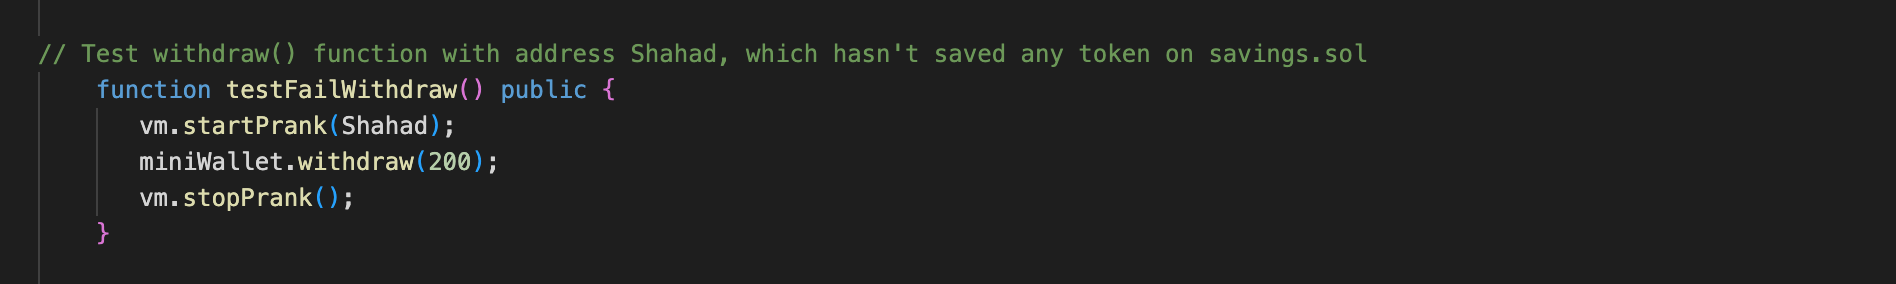 // Test withdraw() function with address Shahad, which hasn't saved any token on savings.sol
function testFailWithdraw() public {
vm.startPrank(Shahad);
miniWallet.withdraw(200);
vm.stopPrank();
}